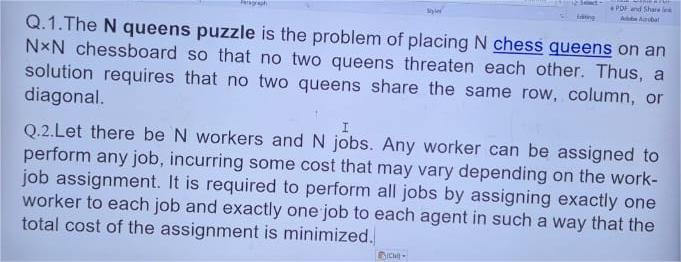 Paragraph
Styles
Editing
Select
PDF and Share link
Adobe Acrobat
Q.1.The N queens puzzle is the problem of placing N chess queens on an
N×N chessboard so that no two queens threaten each other. Thus, a
solution requires that no two queens share the same row, column, or
diagonal.
Q.2.Let there be N workers and N jobs. Any worker can be assigned to
perform any job, incurring some cost that may vary depending on the work-
job assignment. It is required to perform all jobs by assigning exactly one
worker to each job and exactly one job to each agent in such a way that the
total cost of the assignment is minimized.
(Ctrl)